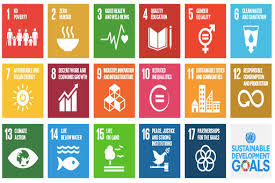 1 NO
POVERTY
2 ZERO
HUNGER
3 GOOD HEALTH
AND WELL-BEING
4 QUALITY
EDUCATION
5 GENDER
EQUALITY
6 CLEAN WATER
AND SANITATION
7 AFFORDABLE AND
CLEAN ENERGY
8 DECENT WORK AND
ECONOMIC GROWTH
9 INDUSTRY, INNOVATION
AND INFRASTRUCTURE
10 REDUCED
INEQUALITIES
11 SUSTAINABLE CITIES
AND COMMUNITIES
12 RESPONSIBLE
CONSUMPTION
AND PRODUCTION
13 CLIMATE
ACTION
14 LIFE
BELOW WATER
15 LIFE
ON LAND
16 PEACE, JUSTICE
AND STRONG
INSTITUTIONS
17 PARTNERSHIPS
FOR THE GOALS
SUSTAINABLE
DEVELOPMENT
GOALS